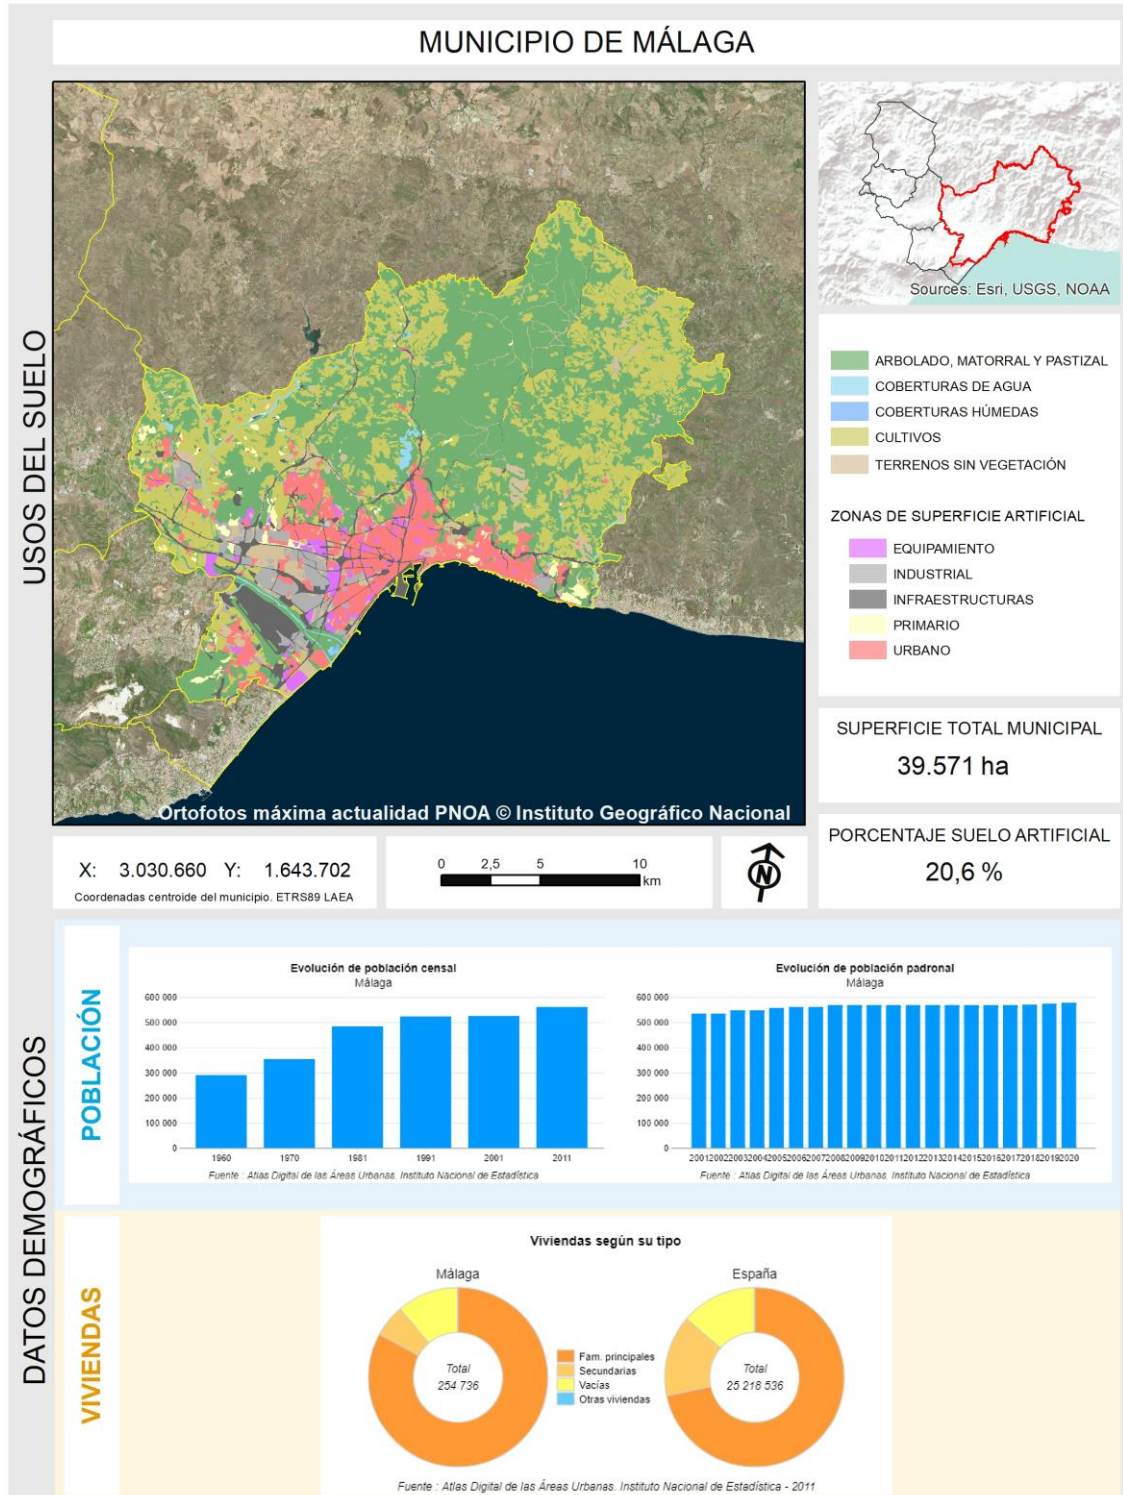 MUNICIPIO DE MÁLAGA
USOS DEL SUELO
Ortofotos máxima actualidad PNOA © Instituto Geográfico Nacional
Sources: Esri, USGS, NOAA
ARBOLADO, MATORRAL Y PASTIZAL
COBERTURAS DE AGUA
COBERTURAS HÚMEDAS
CULTIVOS
TERRENOS SIN VEGETACIÓN
ZONAS DE SUPERFICIE ARTIFICIAL
EQUIPAMIENTO
INDUSTRIAL
INFRAESTRUCTURAS
PRIMARIO
URBANO
SUPERFICIE TOTAL MUNICIPAL
39.571 ha
PORCENTAJE SUELO ARTIFICIAL
20,6 %
X: 3.030.660 Y: 1.643.702
Coordenadas centroide del municipio. ETRS89 LAEA
0 2,5 5 10
km
N
DATOS DEMOGRÁFICOS
POBLACIÓN
Evolución de población censal
Málaga
600 000
500 000
400 000
300 000
200 000
100 000
0
1960 1970 1981 1991 2001 2011
Fuente : Atlas Digital de las Áreas Urbanas. Instituto Nacional de Estadística
Evolución de población padronal
Málaga
600 000
500 000
400 000
300 000
200 000
100 000
0
2001 2002 2003 2004 2005 2006 2007 2008 2009 2010 2011 2012 2013 2014 2015 2016 2017 2018 2019 2020
Fuente : Atlas Digital de las Áreas Urbanas. Instituto Nacional de Estadística
VIVIENDAS
Viviendas según su tipo
Málaga
Total
254 736
Fam. principales
Secundarias
Vacías
Otras viviendas
España
Total
25 218 536
Fuente : Atlas Digital de las Áreas Urbanas. Instituto Nacional de Estadística - 2011